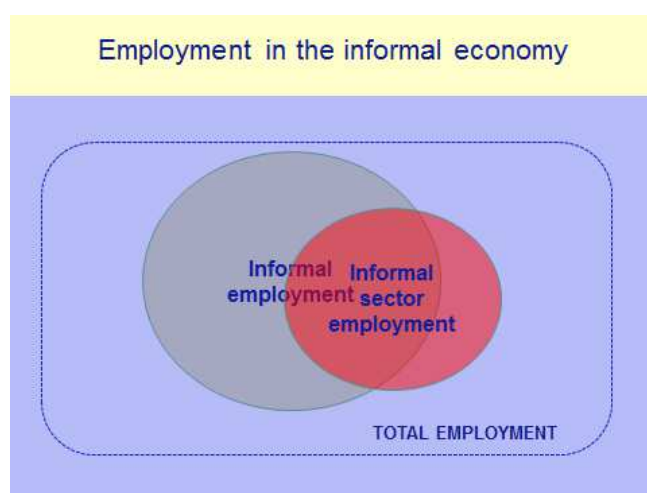 Employment in the informal economy
Informal
employment
Informal
sector
employment
TOTAL EMPLOYMENT